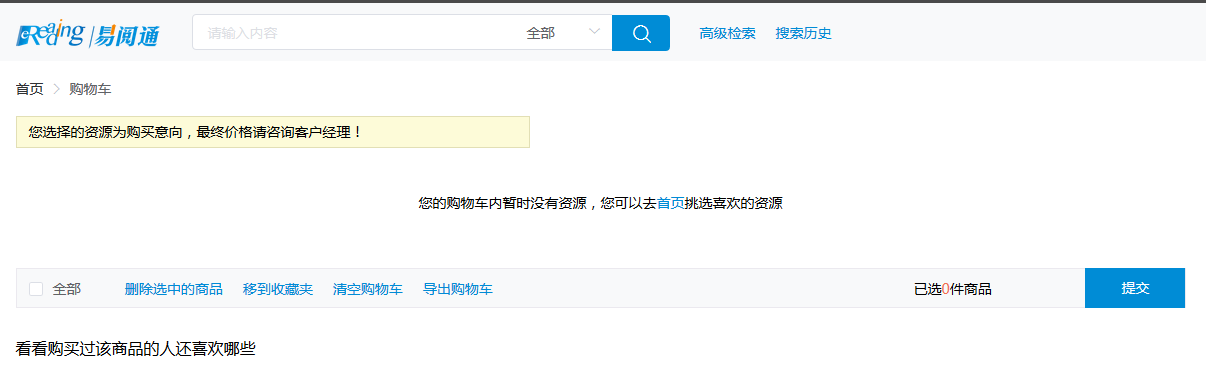 eReading 易阅通
请输入内容 全部 高级检索 搜索历史
首页 购物车
您选择的资源为购买意向，最终价格请咨询客户经理！
您的购物车内暂时没有资源，您可以去首页挑选喜欢的资源
全部 删除选中的商品 移到收藏夹 清空购物车 导出购物车 已选0件商品 提交
看看购买过该商品的人还喜欢哪些